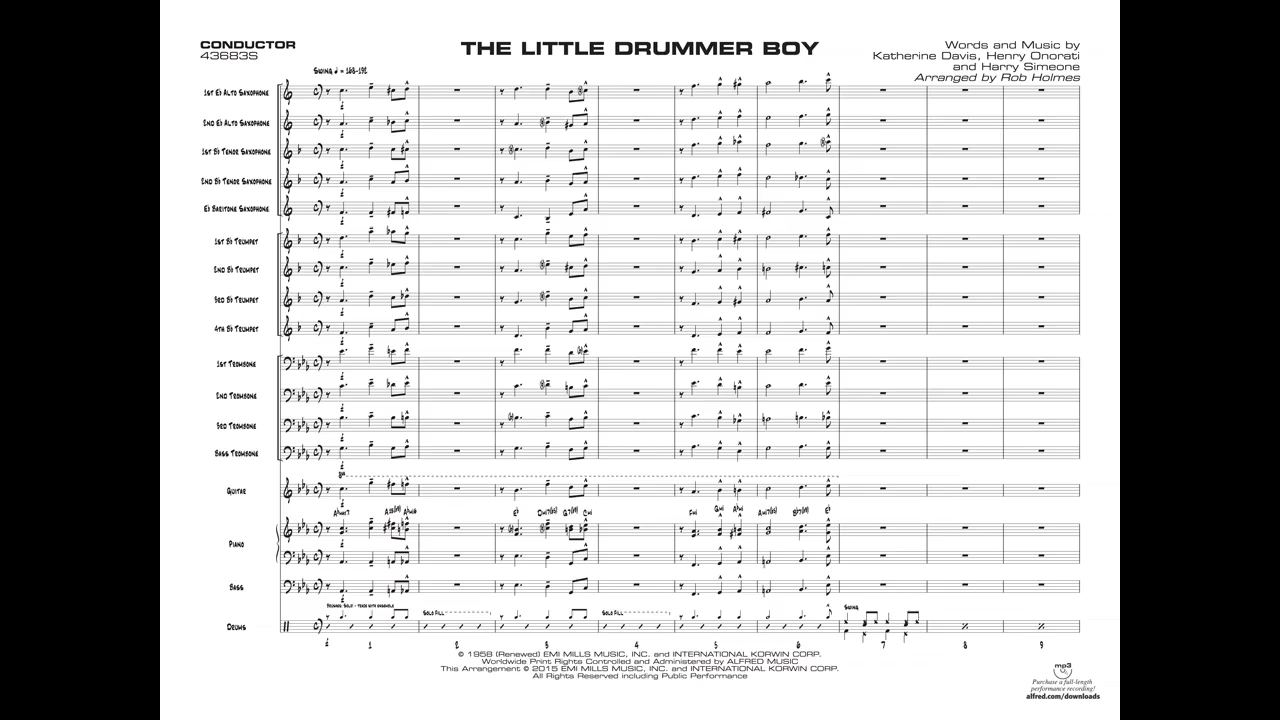 CONDUCTOR
43683S
THE LITTLE DRUMMER BOY
Words and Music by
Katherine Davis, Henry Onorati
and Harry Simeone
Arranged by Rob Holmes
SWING ♩ = 168-192
1ST E♭ ALTO SAXOPHONE
2ND E♭ ALTO SAXOPHONE
1ST B♭ TENOR SAXOPHONE
2ND B♭ TENOR SAXOPHONE
E♭ BARITONE SAXOPHONE
1ST B♭ TRUMPET
2ND B♭ TRUMPET
3RD B♭ TRUMPET
4TH B♭ TRUMPET
1ST TROMBONE
2ND TROMBONE
3RD TROMBONE
BASS TROMBONE
GUITAR
PIANO
BASS
DRUMS
SOLO FILL
SOLO FILL
SWING
1 2 3 4 5 6 7 8 9
© 1958 (Renewed) EMI MILLS MUSIC, INC. and INTERNATIONAL KORWIN CORP.
Worldwide Print Rights Controlled and Administered by ALFRED MUSIC
This Arrangement © 2015 EMI MILLS MUSIC, INC. and INTERNATIONAL KORWIN CORP.
All Rights Reserved including Public Performance
mp3
Purchase a full-length
performance recording!
alfred.com/downloads